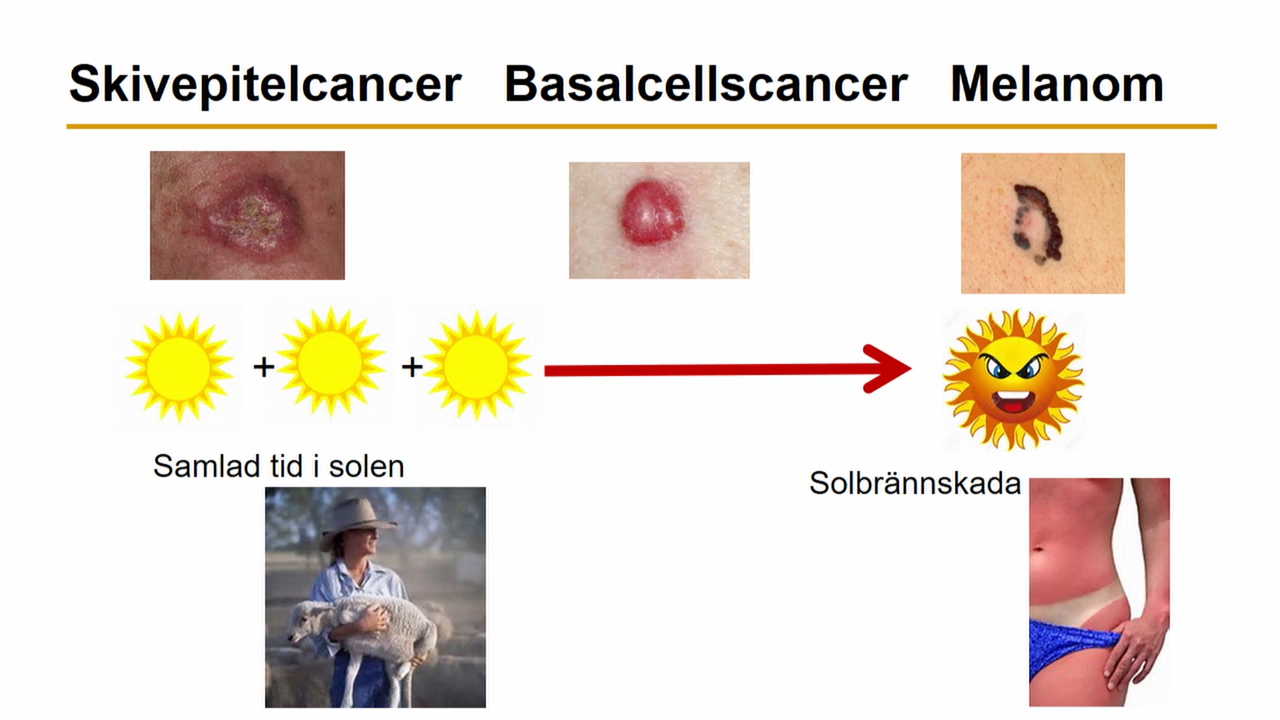 Skivepitelcancer Basalcellscancer Melanom
+ +
Samlad tid i solen
Solbrännskada